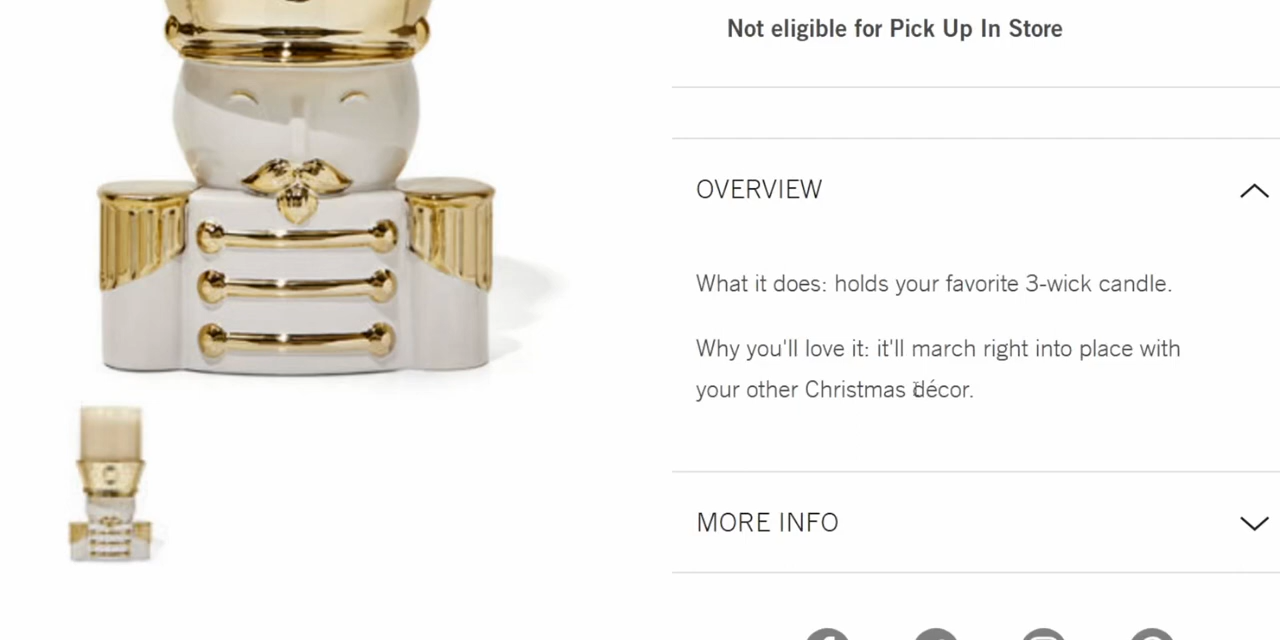 Not eligible for Pick Up In Store
OVERVIEW
What it does: holds your favorite 3-wick candle.
Why you'll love it: it'll march right into place with
your other Christmas décor.
MORE INFO